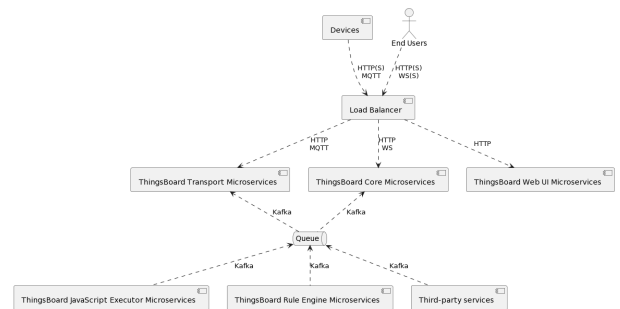 Devices
End Users
HTTP(S)
MQTT
HTTP(S)
WS(S)
Load Balancer
HTTP
MQTT
HTTP
WS
HTTP
ThingsBoard Transport Microservices
ThingsBoard Core Microservices
ThingsBoard Web UI Microservices
Kafka
Kafka
Queue
Kafka
Kafka
Kafka
ThingsBoard JavaScript Executor Microservices
ThingsBoard Rule Engine Microservices
Third-party services